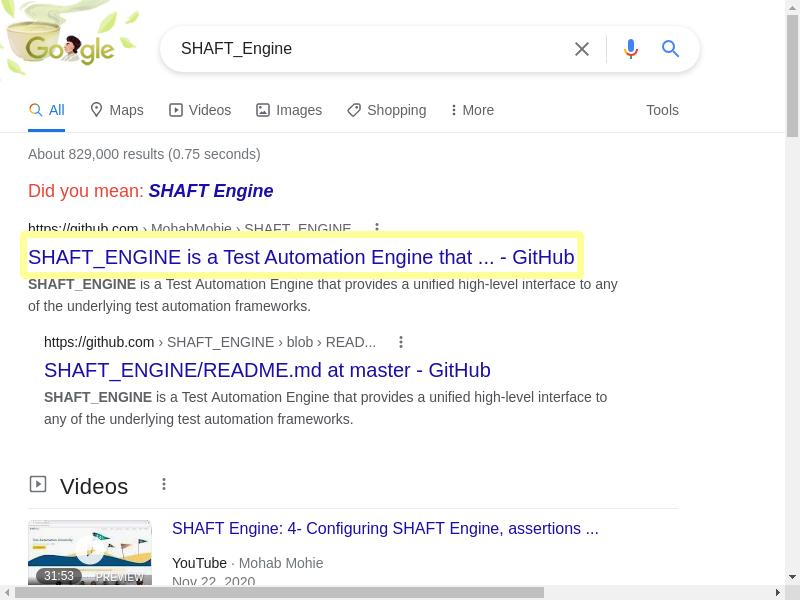 Google
SHAFT_Engine
All Maps Videos Images Shopping More Tools
About 829,000 results (0.75 seconds)
Did you mean: SHAFT Engine
https://github.com › MohabMohie › SHAFT_ENGINE
SHAFT_ENGINE is a Test Automation Engine that ... - GitHub
SHAFT_ENGINE is a Test Automation Engine that provides a unified high-level interface to any
of the underlying test automation frameworks.
https://github.com › SHAFT_ENGINE › blob › READ...
SHAFT_ENGINE/README.md at master - GitHub
SHAFT_ENGINE is a Test Automation Engine that provides a unified high-level interface to
any of the underlying test automation frameworks.
Videos
SHAFT Engine: 4- Configuring SHAFT Engine, assertions ...
YouTube · Mohab Mohie
31:53 PREVIEW
Nov 22, 2020